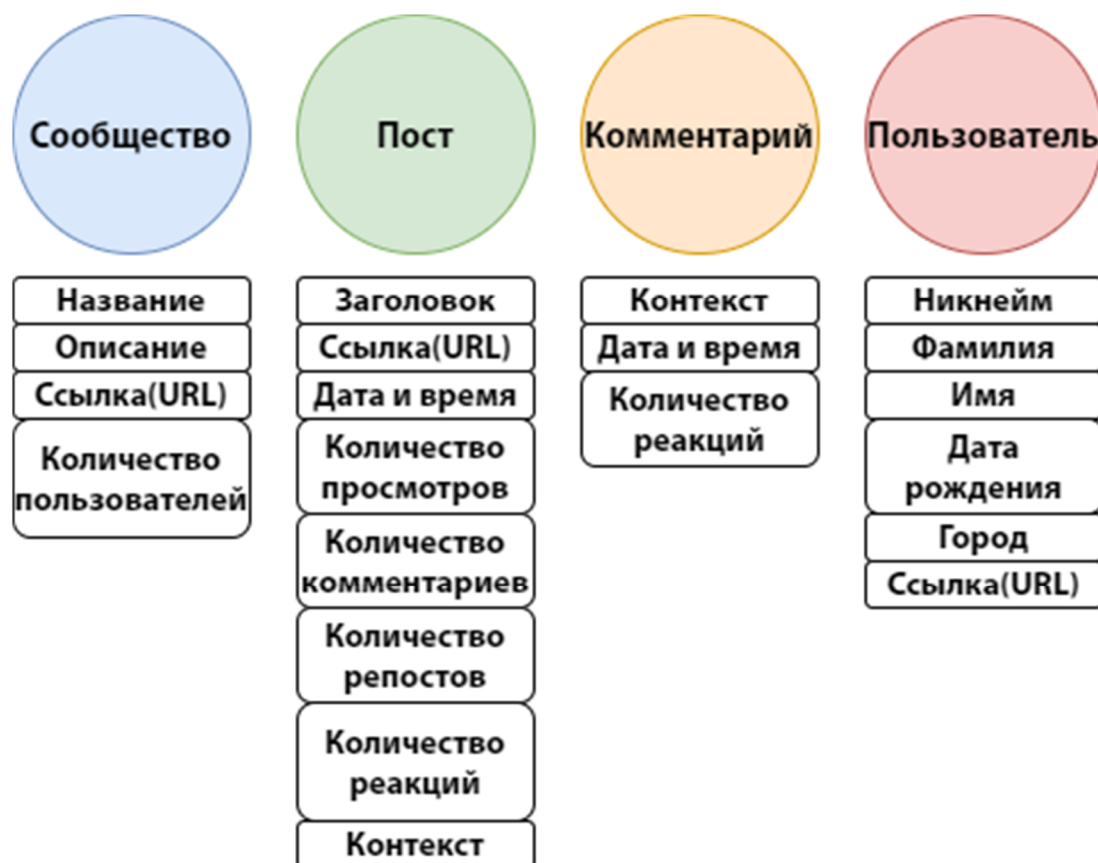 Сообщество
Пост
Комментарий
Пользователь
Название
Описание
Ссылка(URL)
Количество
пользователей
Заголовок
Ссылка(URL)
Дата и время
Количество
просмотров
Количество
комментариев
Количество
репостов
Количество
реакций
Контекст
Контекст
Дата и время
Количество
реакций
Никнейм
Фамилия
Имя
Дата
рождения
Город
Ссылка(URL)